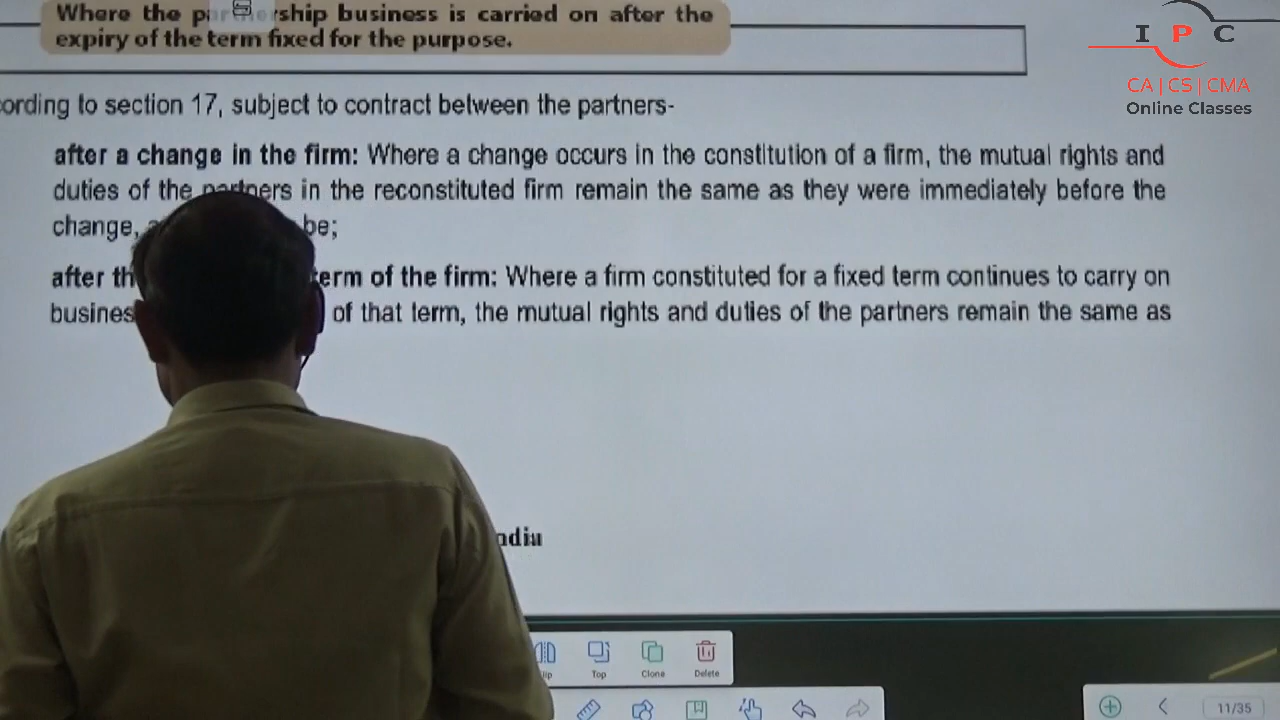 Where the partnership business is carried on after the
expiry of the term fixed for the purpose.
I P C
CA | CS | CMA
Online Classes
ording to section 17, subject to contract between the partners-
after a change in the firm: Where a change occurs in the constitution of a firm, the mutual rights and
duties of the partners in the reconstituted firm remain the same as they were immediately before the
change, be;
after th term of the firm: Where a firm constituted for a fixed term continues to carry on
busines of that term, the mutual rights and duties of the partners remain the same as
ndia
lip Top Clone Delete
11/35